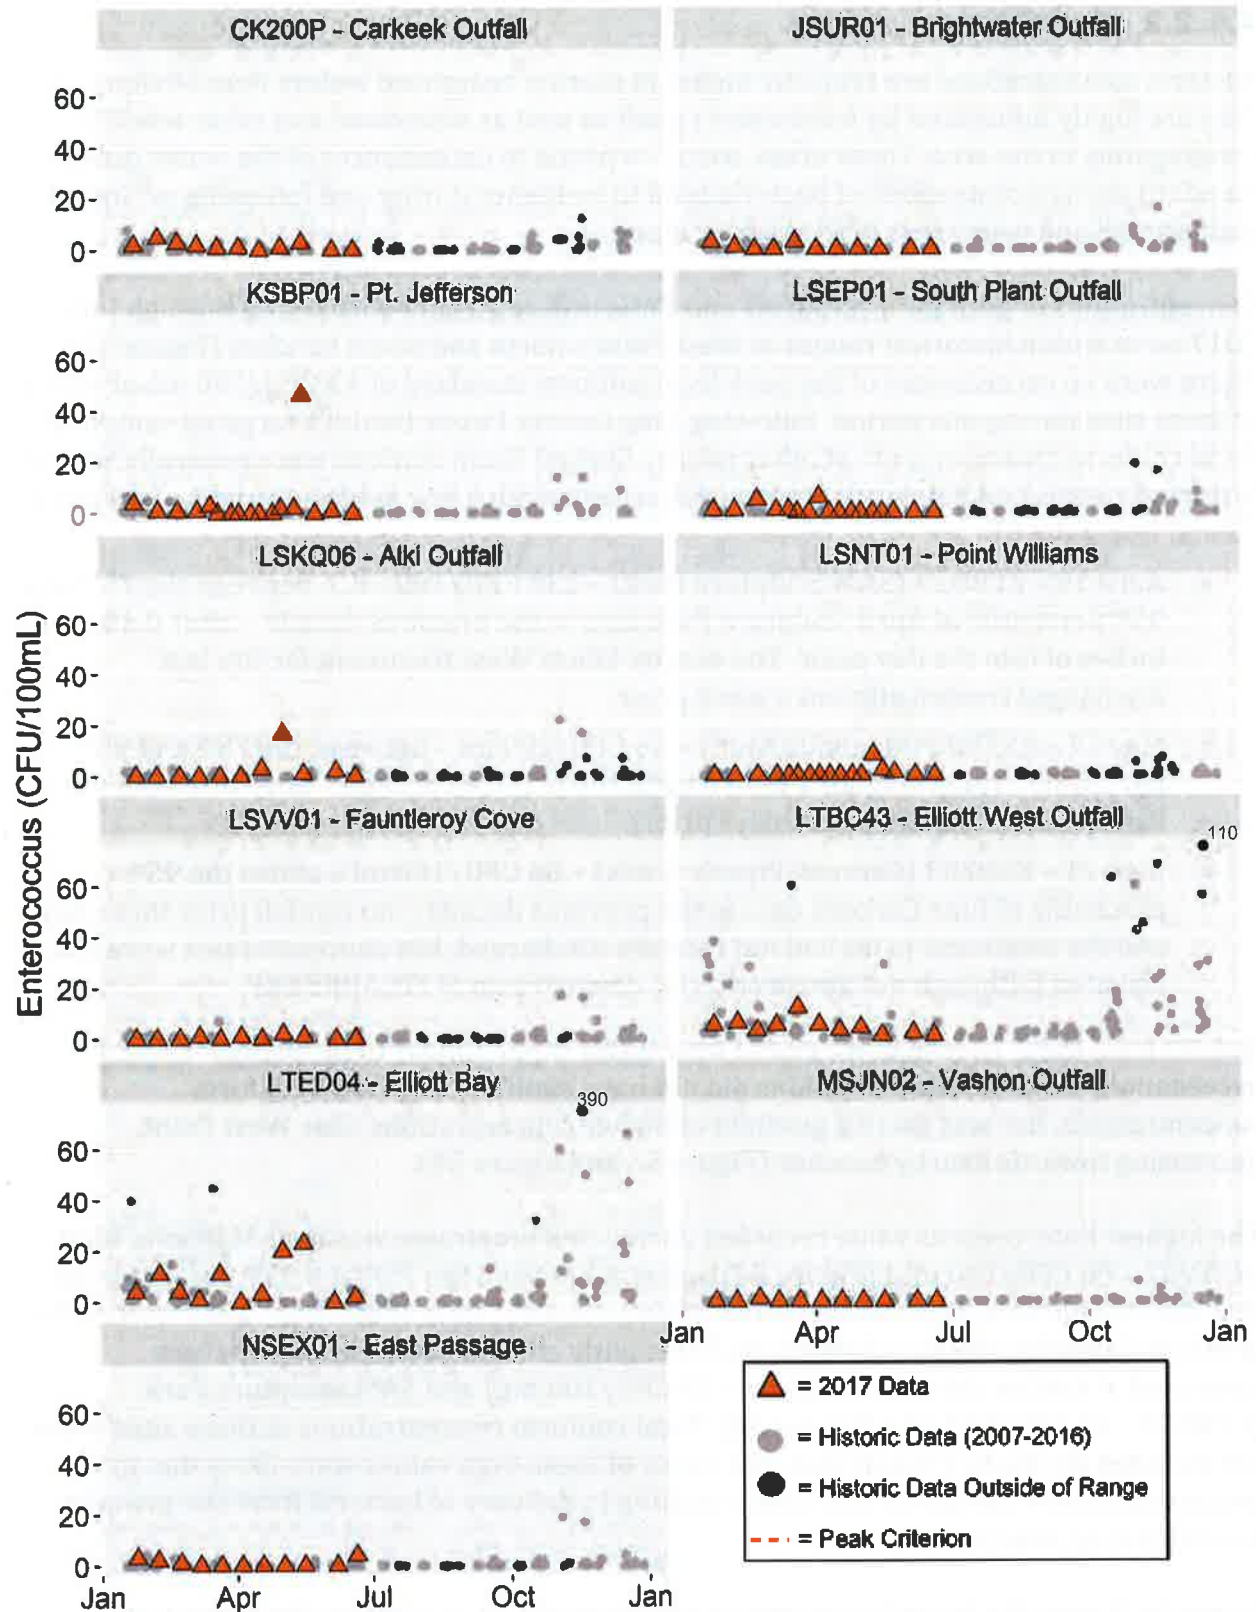 CK200P - Carkeek Outfall
JSUR01 - Brightwater Outfall
60
40
20
0
KSBP01 - Pt. Jefferson
LSEP01 - South Plant Outfall
60
40
20
0
LSKQ06 - Alki Outfall
LSNT01 - Point Williams
60
40
20
0
Enterococcus (CFU/100mL)
LSVV01 - Fauntleroy Cove
LTBC43 - Elliott West Outfall
110
60
40
20
0
LTED04 - Elliott Bay
MSJN02 - Vashon Outfall
390
60
40
20
0
Jan Apr Jul Oct Jan
NSEX01 - East Passage
60
40
20
0
Jan Apr Jul Oct Jan
= 2017 Data
= Historic Data (2007-2016)
= Historic Data Outside of Range
= Peak Criterion